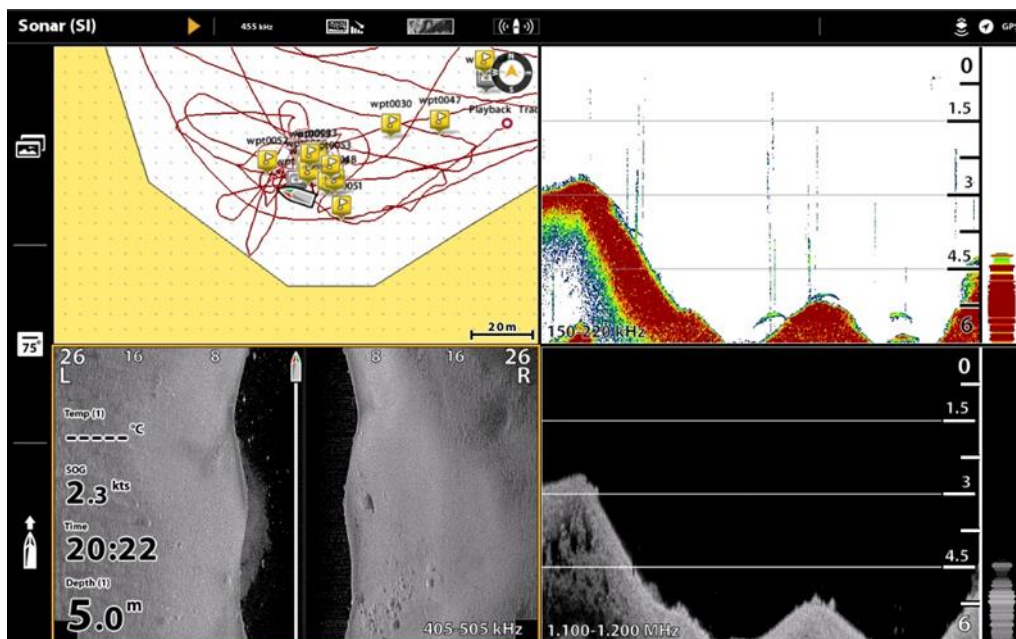 Sonar (SI) 455 kHz GPS
75°
wpt0030 wpt0047
Playback
wpt0052
20m
0
1.5
3
4.5
6
150-220 kHz
26 16 8 8 16 26
L R
Temp (1)
-----°C
SOG
2.3 kts
Time
20:22
Depth (1)
5.0 m
405-505 kHz
0
1.5
3
4.5
6
1.100-1.200 MHz